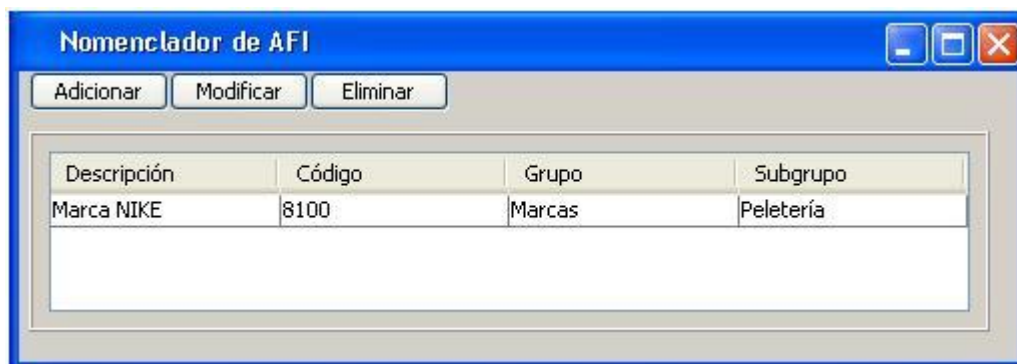 Nomenclador de AFI
Adicionar Modificar Eliminar
Descripción Código Grupo Subgrupo
Marca NIKE 8100 Marcas Peletería